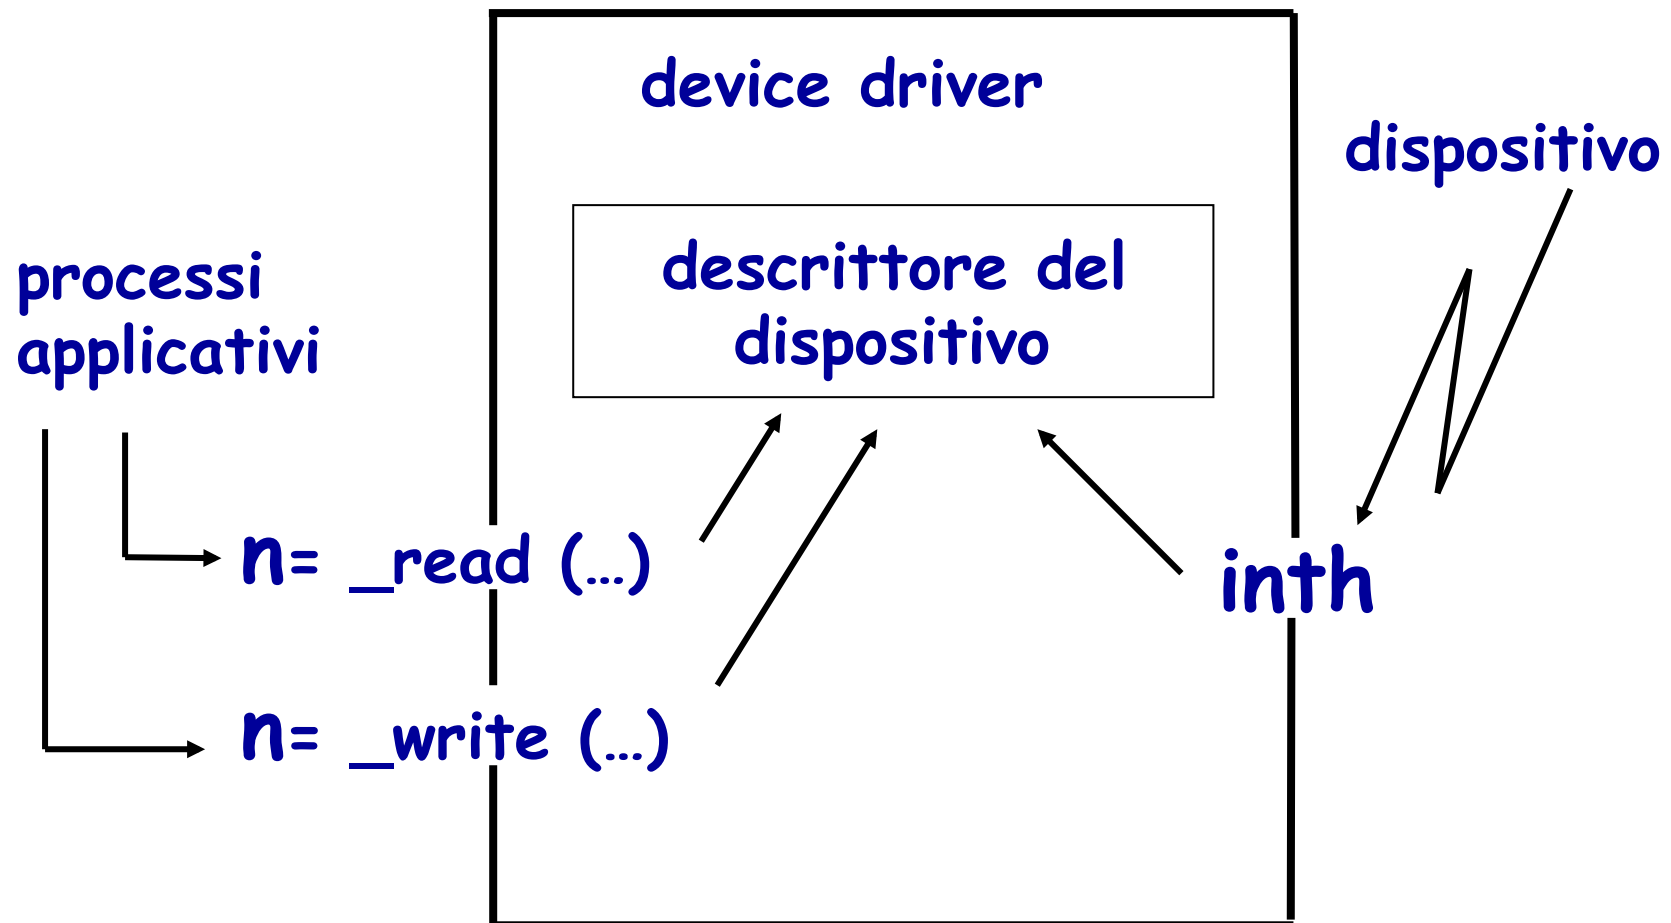 device driver
dispositivo
descrittore del
dispositivo
processi
applicativi
n= _read (…)
inth
n= _write (…)